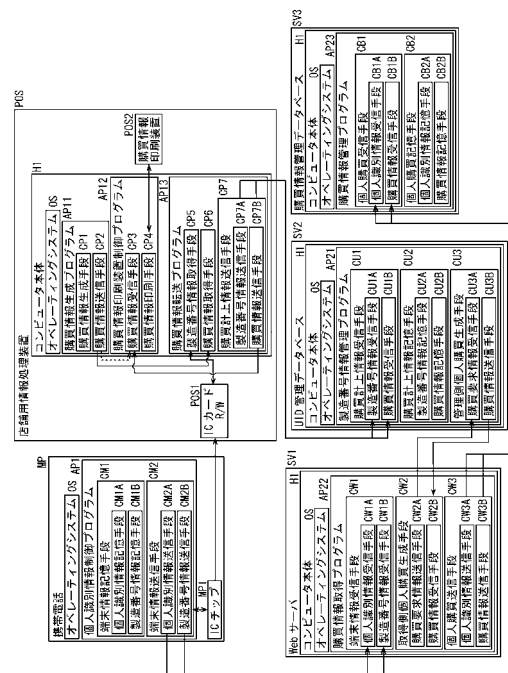 携帯電話
MP
オペレーティングシステム
OS
個人識別情報制御プログラム
AP1
端末情報記憶手段
CM1
個人識別情報記憶手段
CM1A
製造番号情報記憶手段
CM1B
端末情報送信手段
CM2
個人識別情報送信手段
CM2A
製造番号情報送信手段
CM2B
MP1
ICチップ
店舗用情報処理装置
POS
コンピュータ本体
H1
オペレーティングシステム
OS
購買情報生成プログラム
AP11
購買情報生成手段
CP1
購買情報送信手段
CP2
購買情報印刷装置制御プログラム
AP12
購買情報受信手段
CP3
購買情報印刷手段
CP4
購買情報転送プログラム
AP13
製造番号情報取得手段
CP5
購買情報取得手段
CP6
購買計上情報送信手段
CP7
製造番号情報送信手段
CP7A
購買情報送信手段
CP7B
POS1
ICカード
R/W
POS2
購買情報
印刷装置
Webサーバ
SV1
コンピュータ本体
H1
オペレーティングシステム
OS
購買情報取得プログラム
AP22
端末情報受信手段
CW1
個人識別情報受信手段
CW1A
製造番号情報受信手段
CW1B
取得側個人購買生成手段
CW2
購買要求情報送信手段
CW2A
購買情報受信手段
CW2B
個人購買送信手段
CW3
個人識別情報送信手段
CW3A
購買情報送信手段
CW3B
UID管理データベース
SV2
コンピュータ本体
H1
オペレーティングシステム
OS
製造番号情報管理プログラム
AP21
購買計上情報受信手段
CU1
製造番号情報受信手段
CU1A
購買情報受信手段
CU1B
購買計上情報記憶手段
CU2
製造番号情報記憶手段
CU2A
購買情報記憶手段
CU2B
管理側個人購買生成手段
CU3
購買要求情報受信手段
CU3A
購買情報送信手段
CU3B
購買情報管理データベース
SV3
コンピュータ本体
H1
オペレーティングシステム
OS
購買情報管理プログラム
AP23
個人購買受信手段
CB1
個人識別情報受信手段
CB1A
購買情報受信手段
CB1B
個人購買記憶手段
CB2
個人識別情報記憶手段
CB2A
購買情報記憶手段
CB2B